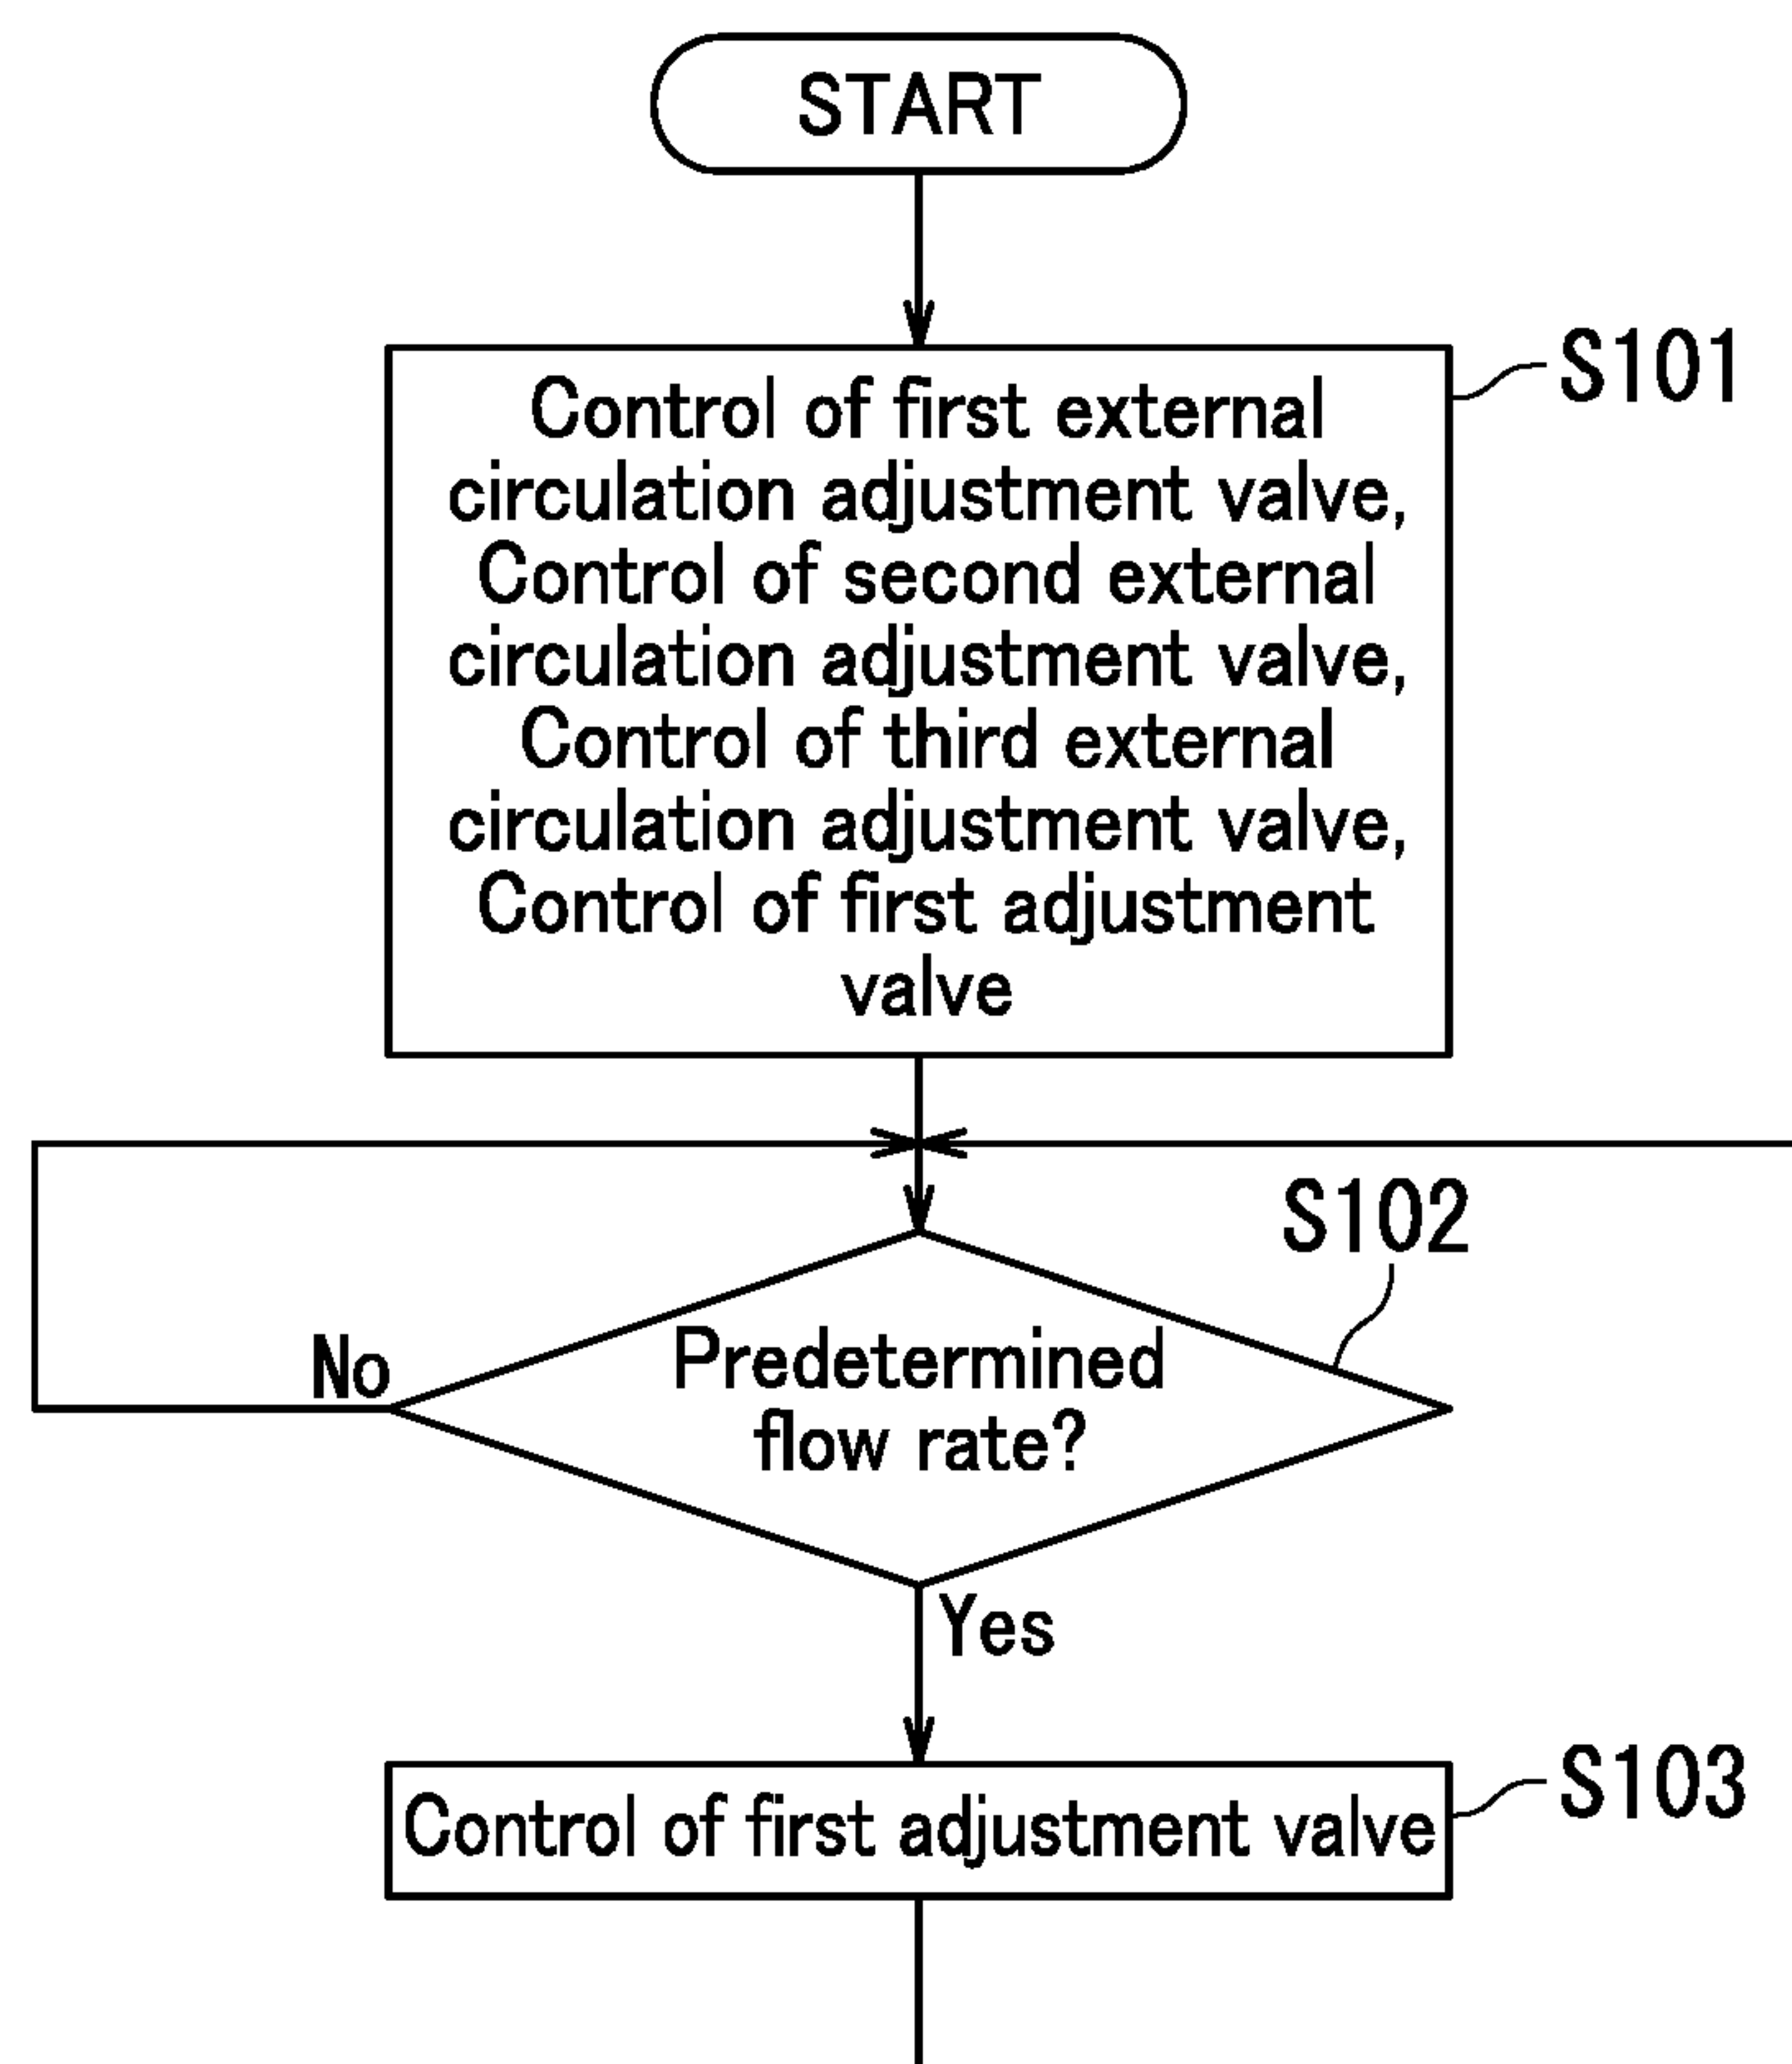 START
S101
Control of first external
circulation adjustment valve,
Control of second external
circulation adjustment valve,
Control of third external
circulation adjustment valve,
Control of first adjustment
valve
S102
No
Predetermined
flow rate?
Yes
S103
Control of first adjustment valve